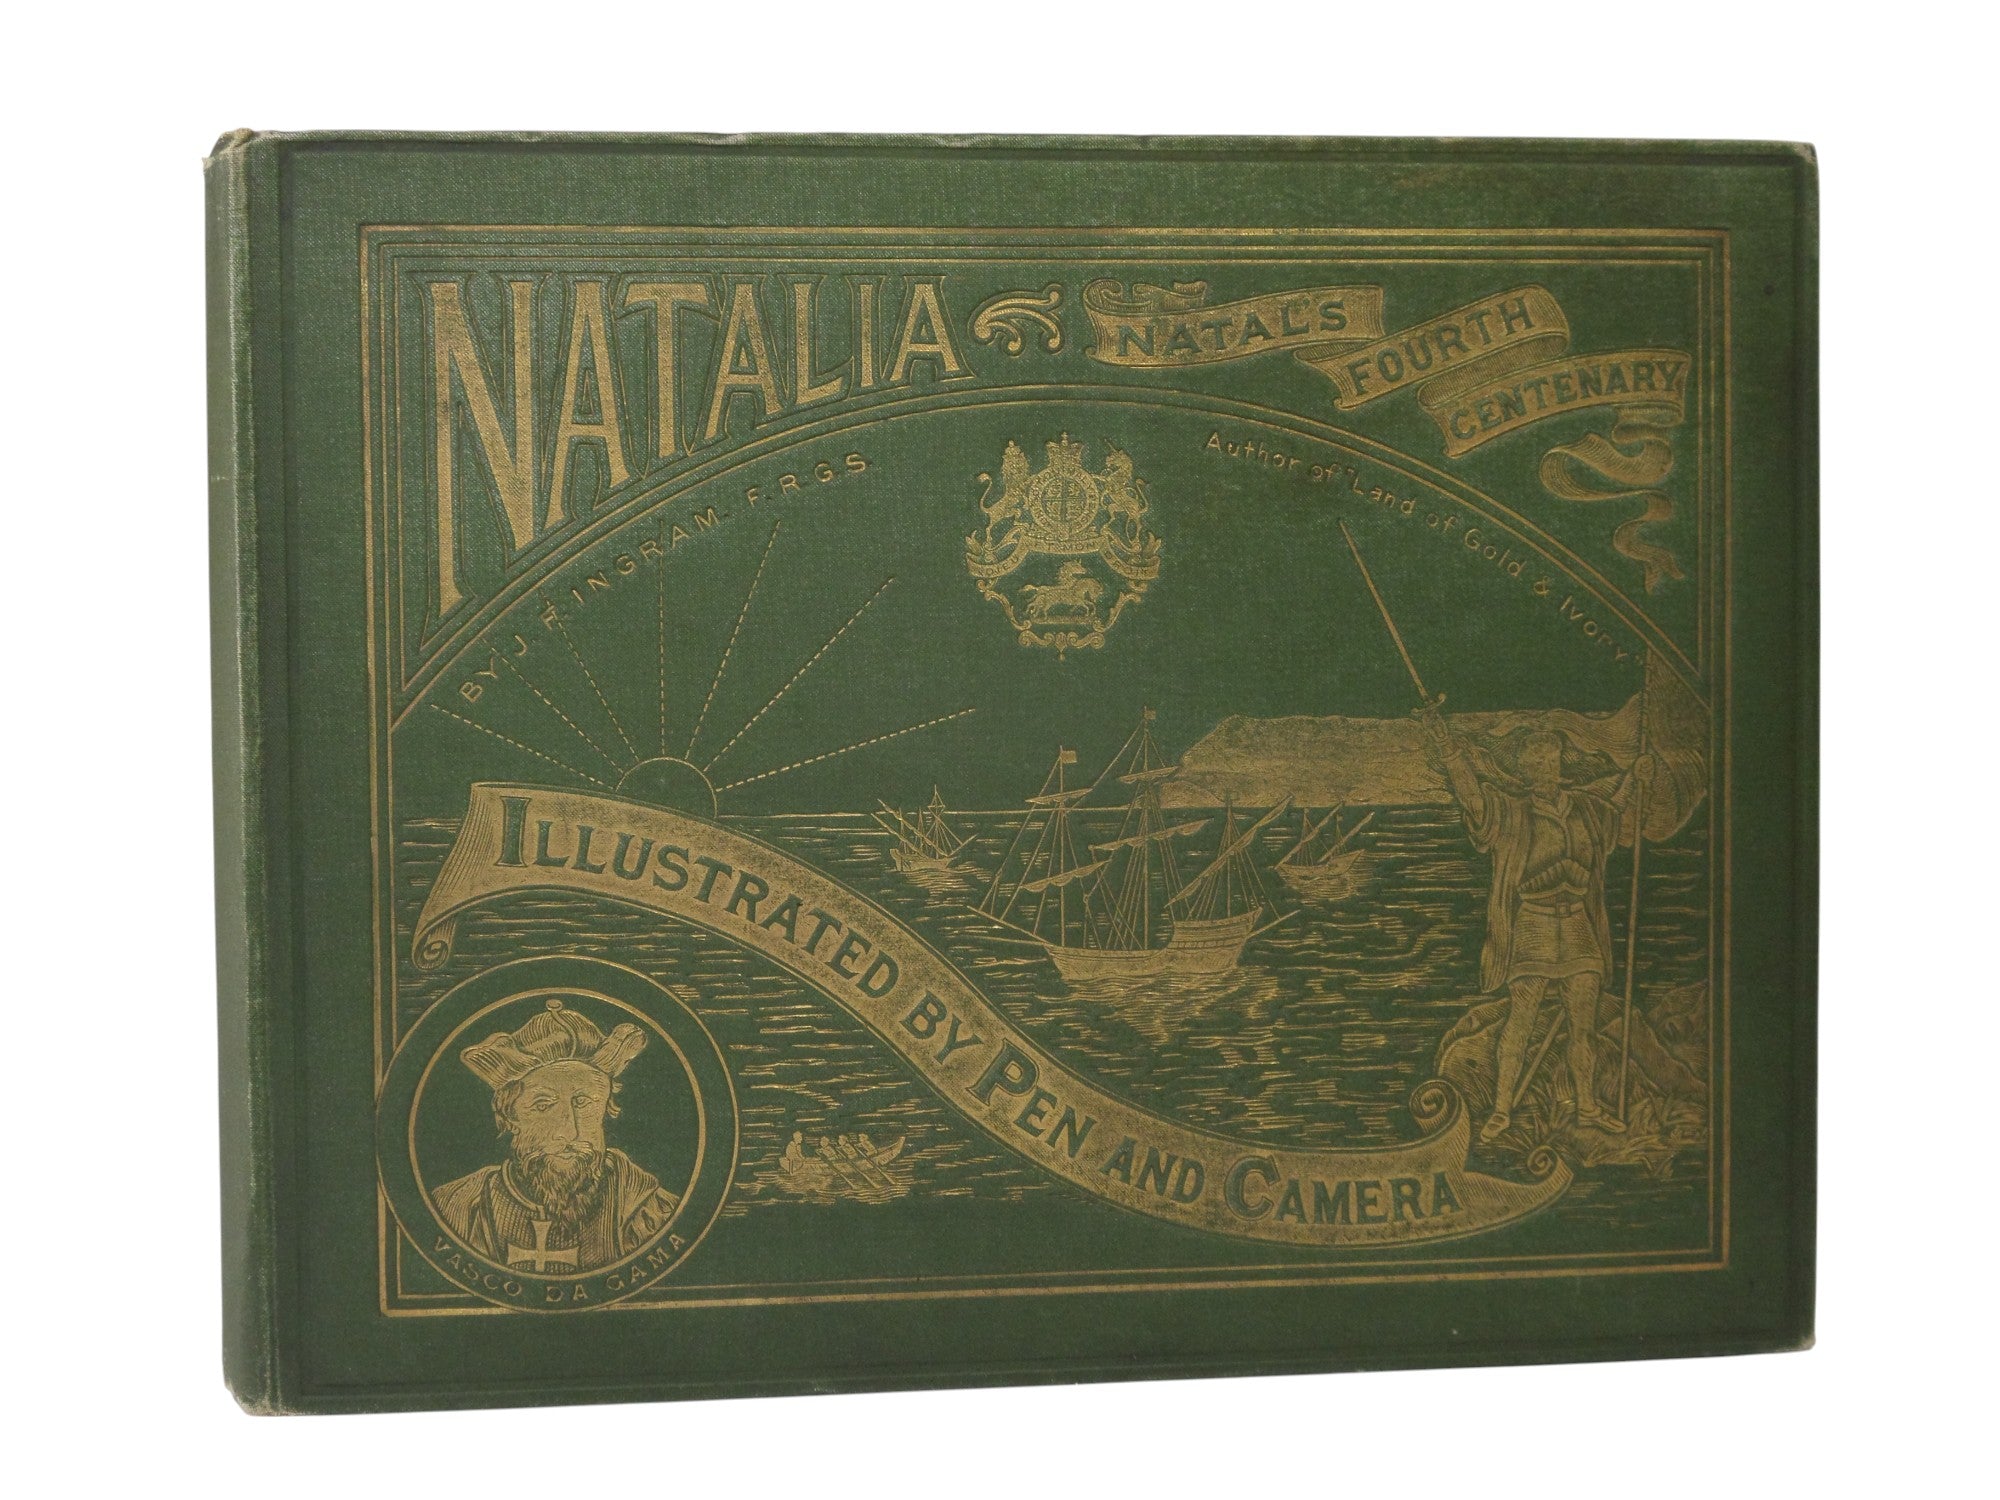 NATALIA
NATAL'S
FOURTH
CENTENARY
BY J. F. INGRAM. F.R.G.S.
Author of "Land of Gold & Ivory"
ILLUSTRATED BY PEN AND CAMERA
VASCO DA GAMA